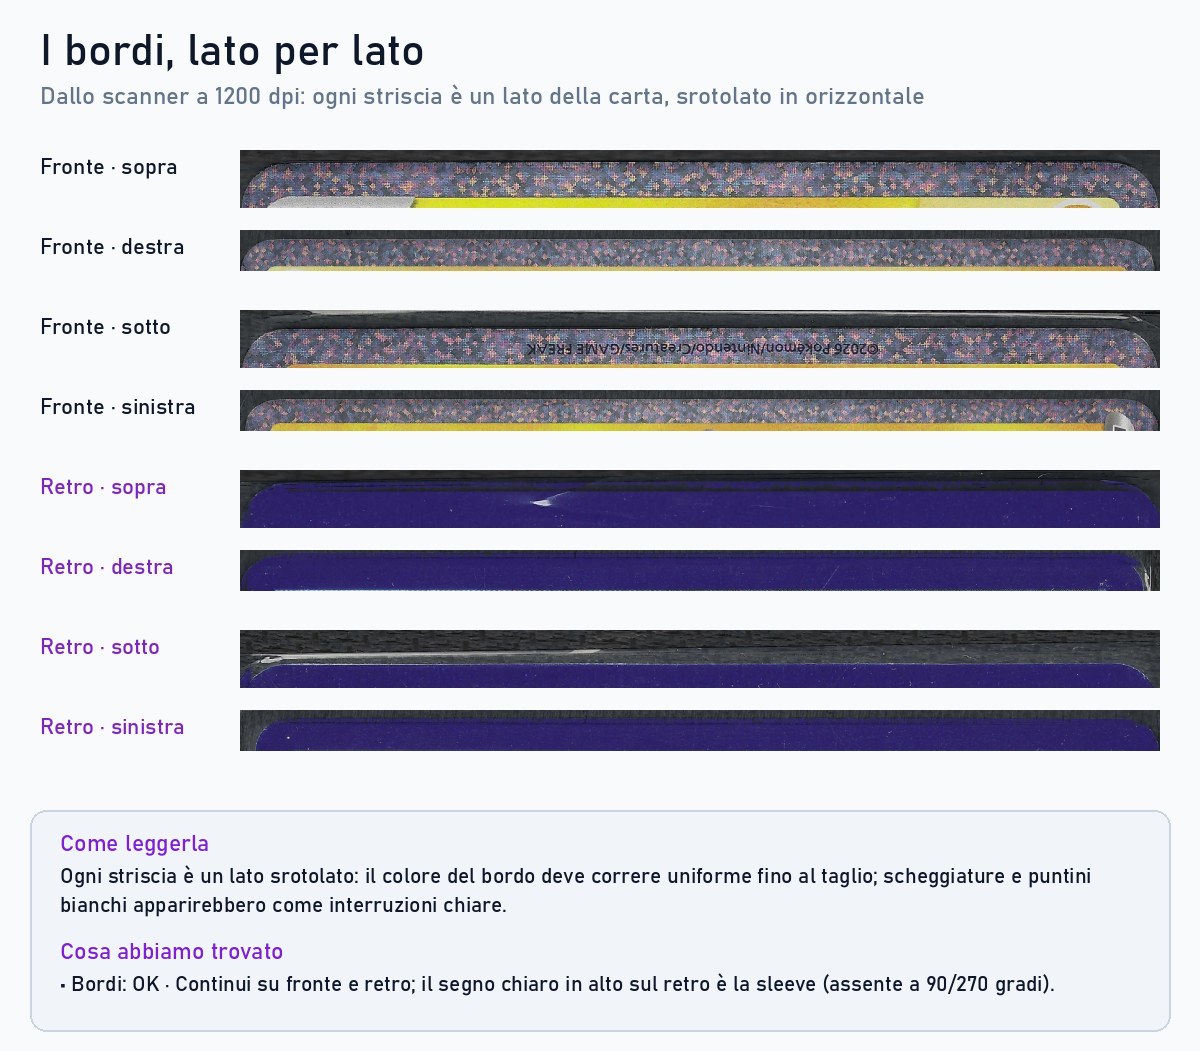 I bordi, lato per lato
Dallo scanner a 1200 dpi: ogni striscia è un lato della carta, srotolato in orizzontale
Fronte · sopra
Fronte · destra
Fronte · sotto
©2026 Pokémon/Nintendo/Creatures/GAME FREAK
Fronte · sinistra
Retro · sopra
Retro · destra
Retro · sotto
Retro · sinistra
Come leggerla
Ogni striscia è un lato srotolato: il colore del bordo deve correre uniforme fino al taglio; scheggiature e puntini
bianchi apparirebbero come interruzioni chiare.
Cosa abbiamo trovato
· Bordi: OK · Continui su fronte e retro; il segno chiaro in alto sul retro è la sleeve (assente a 90/270 gradi).